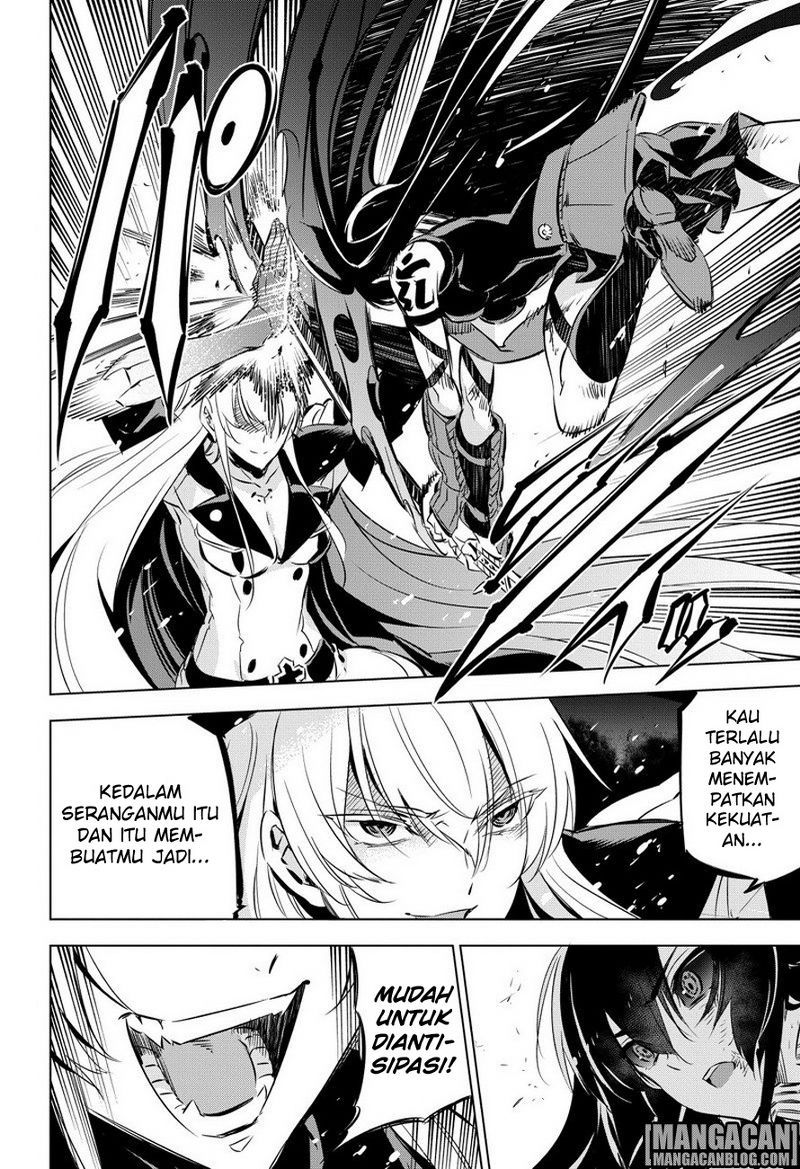 KAU
TERLALU
BANYAK
MENEM-
PATKAN
KEKUAT-
AN...
KEDALAM
SERANGANMU ITU
DAN ITU MEM-
BUATMU JADI...
MUDAH
UNTUK
DIANTI-
SIPASI!
[MANGACAN]
MANGACANBLOG.COM